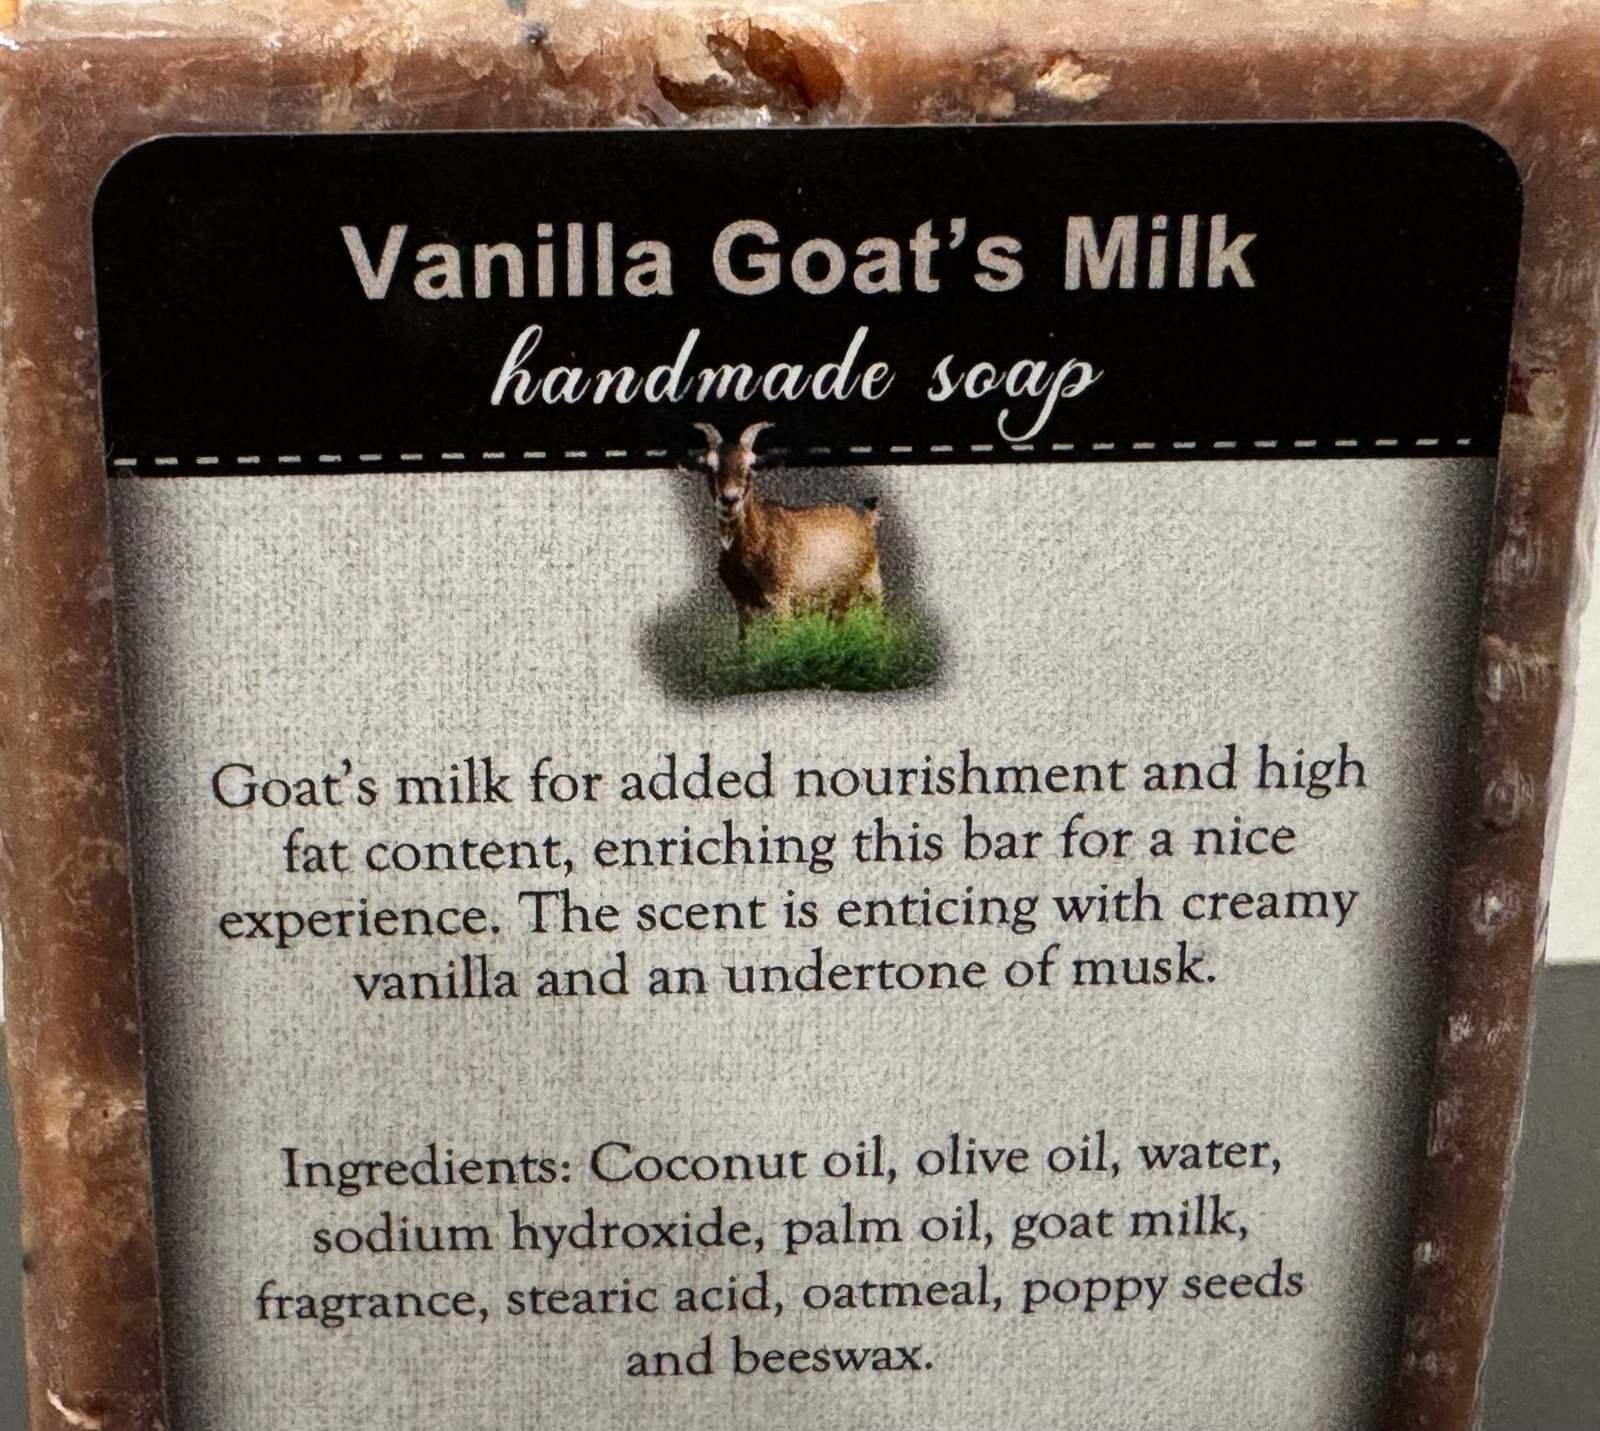 Vanilla Goat's Milk
handmade soap
Goat's milk for added nourishment and high
fat content, enriching this bar for a nice
experience. The scent is enticing with creamy
vanilla and an undertone of musk.
Ingredients: Coconut oil, olive oil, water,
sodium hydroxide, palm oil, goat milk,
fragrance, stearic acid, oatmeal, poppy seeds
and beeswax.